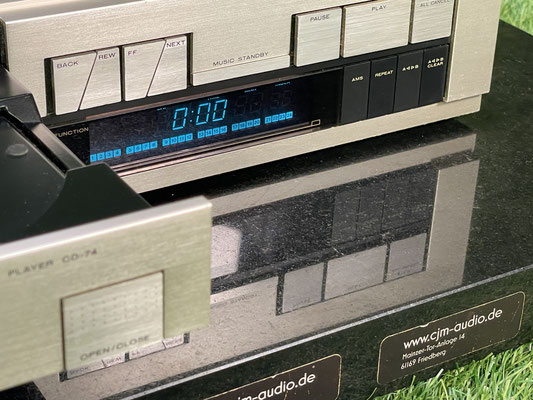 BACK
REW
FF
NEXT
MUSIC STANDBY
PAUSE
PLAY
ALL CANCEL
FUNCTION
0:00
AMS
REPEAT
A◁▷B
A◁▷B
CLEAR
PLAYER CD-74
OPEN/CLOSE
www.cjm-audio.de
Mainzer-Tor-Anlage 14
61169 Friedberg
cjm-audio.de